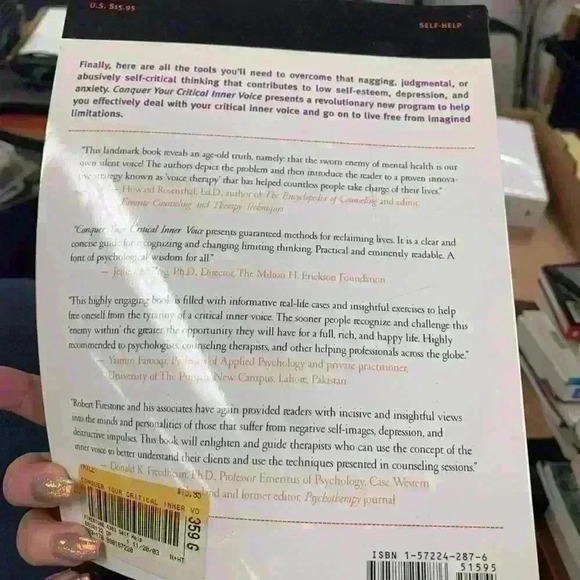 U.S. $15.95
SELF-HELP
Finally, here are all the tools you'll need to overcome that nagging, judgmental, or
abusively self-critical thinking that contributes to low self-esteem, depression, and
anxiety. Conquer Your Critical Inner Voice presents a revolutionary new program to help
you effectively deal with your critical inner voice and go on to live free from imagined
limitations.
"This landmark book reveals an age-old truth, namely: that the sworn enemy of mental health is our
own silent voice! The authors depict the problem and then introduce the reader to a proven innova-
tive strategy known as 'voice therapy' that has helped countless people take charge of their lives."
— Howard Rosenthal, Ed.D., author of The Encyclopedia of Counseling and editor,
Favorite Counseling and Therapy Techniques
"Conquer Your Critical Inner Voice presents guaranteed methods for reclaiming lives. It is a clear and
concise guide for recognizing and changing limiting thinking. Practical and eminently readable. A
font of psychological wisdom for all."
— Ph.D., Director, The Milton H. Erickson Foundation
"This highly engaging book is filled with informative real-life cases and insightful exercises to help
free oneself from the tyranny of a critical inner voice. The sooner people recognize and challenge this
'enemy within' the greater the opportunity they will have for a full, rich, and happy life. Highly
recommended to psychologists, counseling therapists, and other helping professionals across the globe."
— Yasmin Farooqi, Professor of Applied Psychology and private practitioner,
University of The Punjab, New Campus, Lahore, Pakistan
"Robert Firestone and his associates have again provided readers with incisive and insightful views
into the minds and personalities of those that suffer from negative self-images, depression, and
destructive impulses. This book will enlighten and guide therapists who can use the concept of the
inner voice to better understand their clients and use the techniques presented in counseling sessions."
— Donald K. Freedheim, Ph.D., Professor Emeritus of Psychology, Case Western
and former editor, Psychotherapy journal
CONQUER YOUR CRITICAL INNER VO
359 G
ISBN 1-57224-287-6
51595